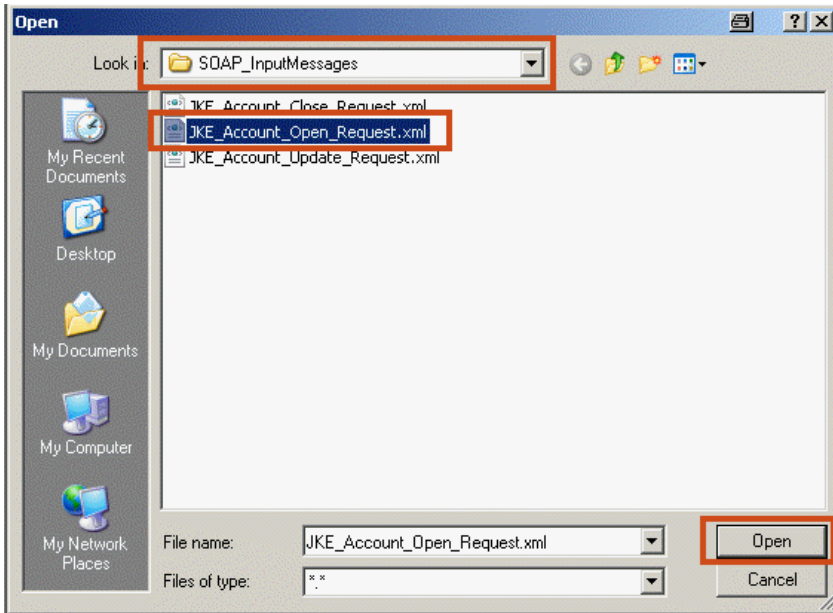 Open
Look in:
SOAP_InputMessages
JKE_Account_Close_Request.xml
JKE_Account_Open_Request.xml
JKE_Account_Update_Request.xml
My Recent
Documents
Desktop
My Documents
My Computer
My Network
Places
File name:
JKE_Account_Open_Request.xml
Open
Files of type:
*.*
Cancel